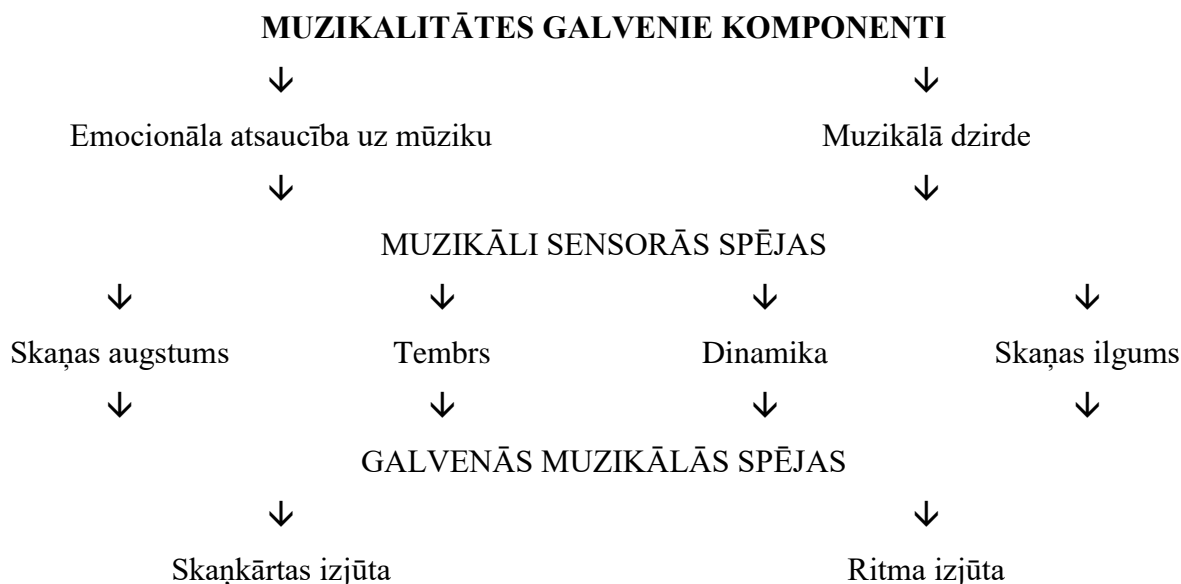 MUZIKALITĀTES GALVENIE KOMPONENTI
Emocionāla atsaucība uz mūziku Muzikālā dzirde
MUZIKĀLI SENSORĀS SPĒJAS
Skaņas augstums Tembrs Dinamika Skaņas ilgums
GALVENĀS MUZIKĀLĀS SPĒJAS
Skaņkārtas izjūta Ritma izjūta